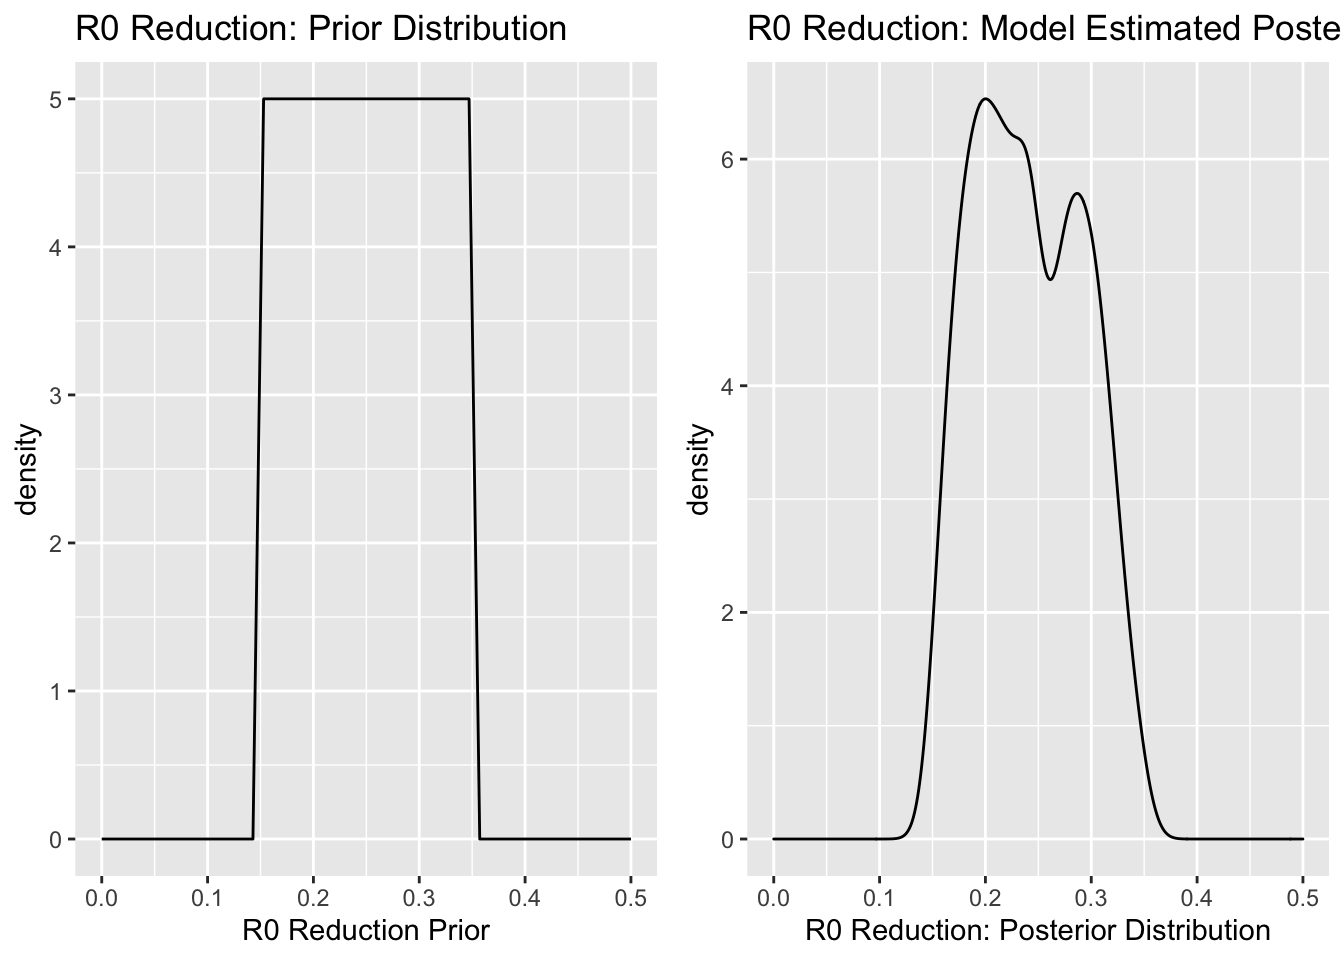 R0 Reduction: Prior Distribution
5
4
3
2
1
0
density
0.0 0.1 0.2 0.3 0.4 0.5
R0 Reduction Prior
R0 Reduction: Model Estimated Poste
6
4
2
0
density
0.0 0.1 0.2 0.3 0.4 0.5
R0 Reduction: Posterior Distribution